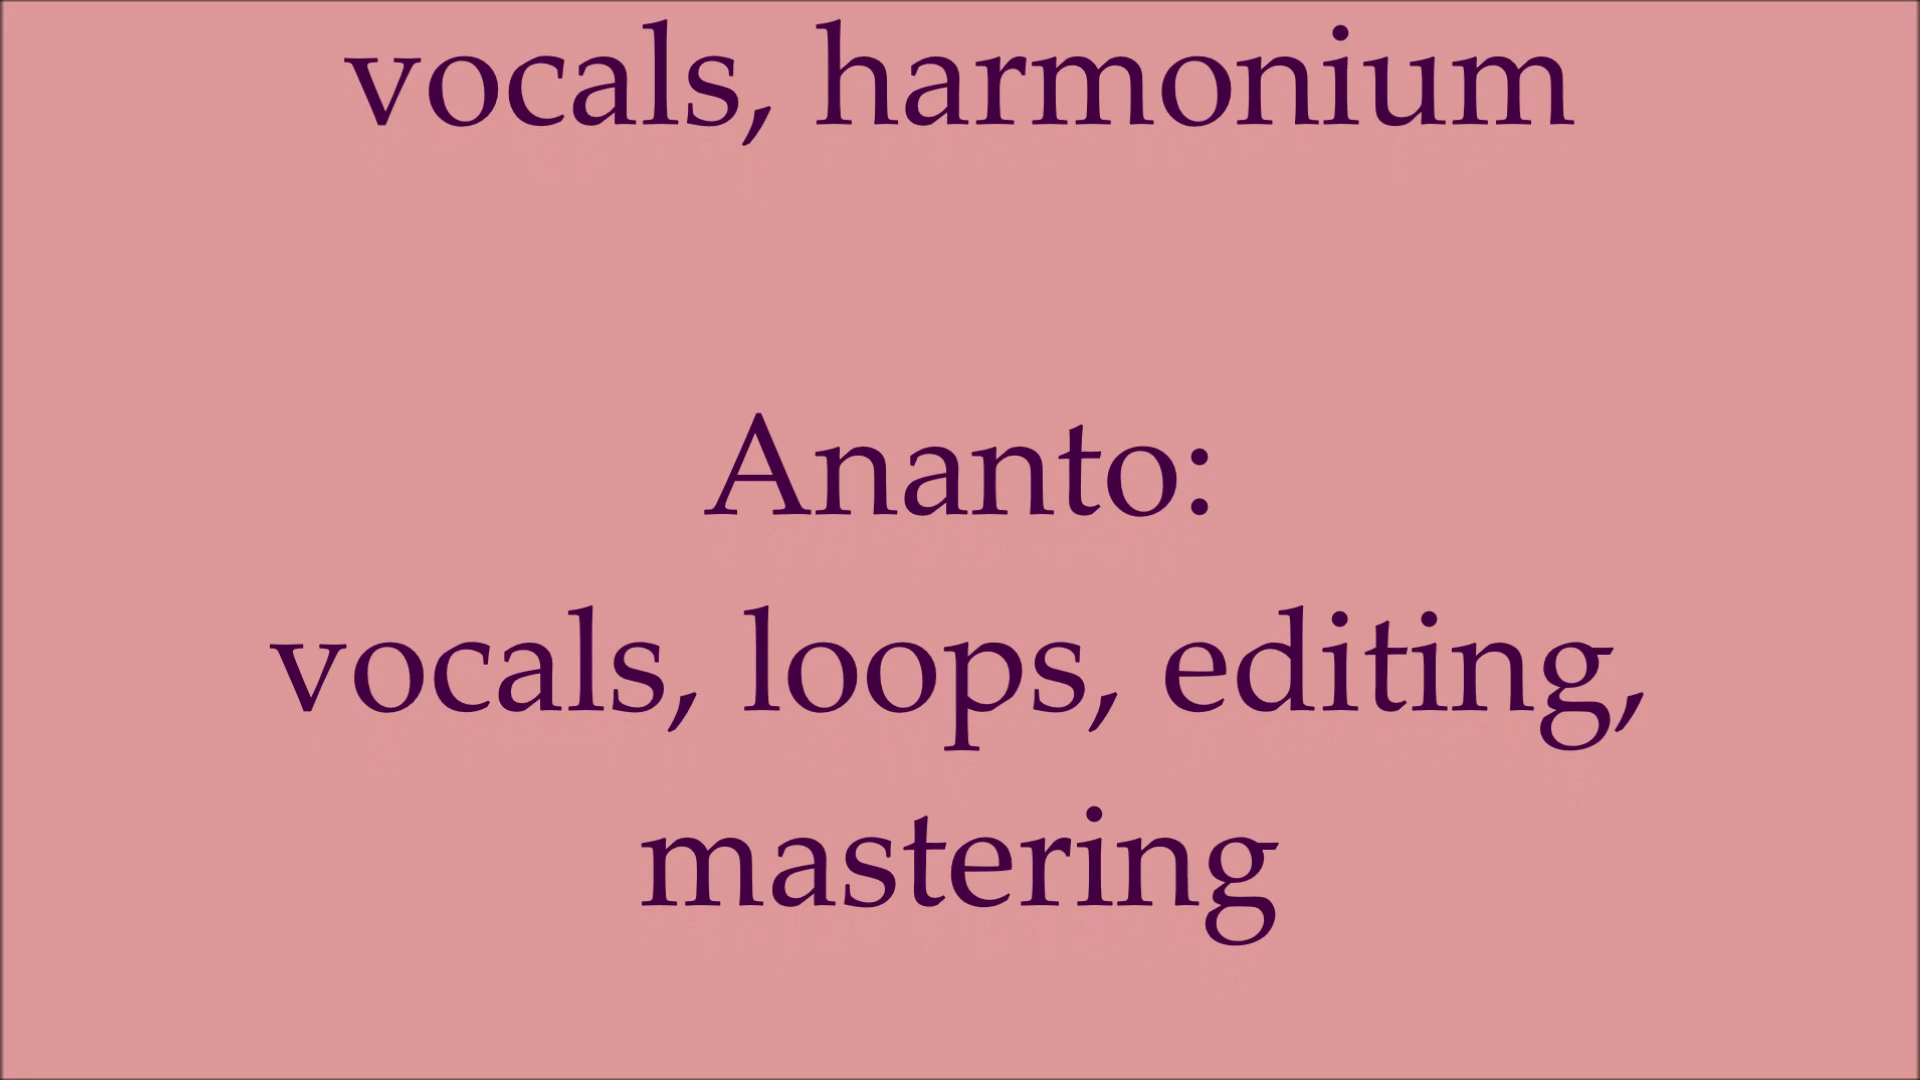 vocals, harmonium
Ananto:
vocals, loops, editing,
mastering